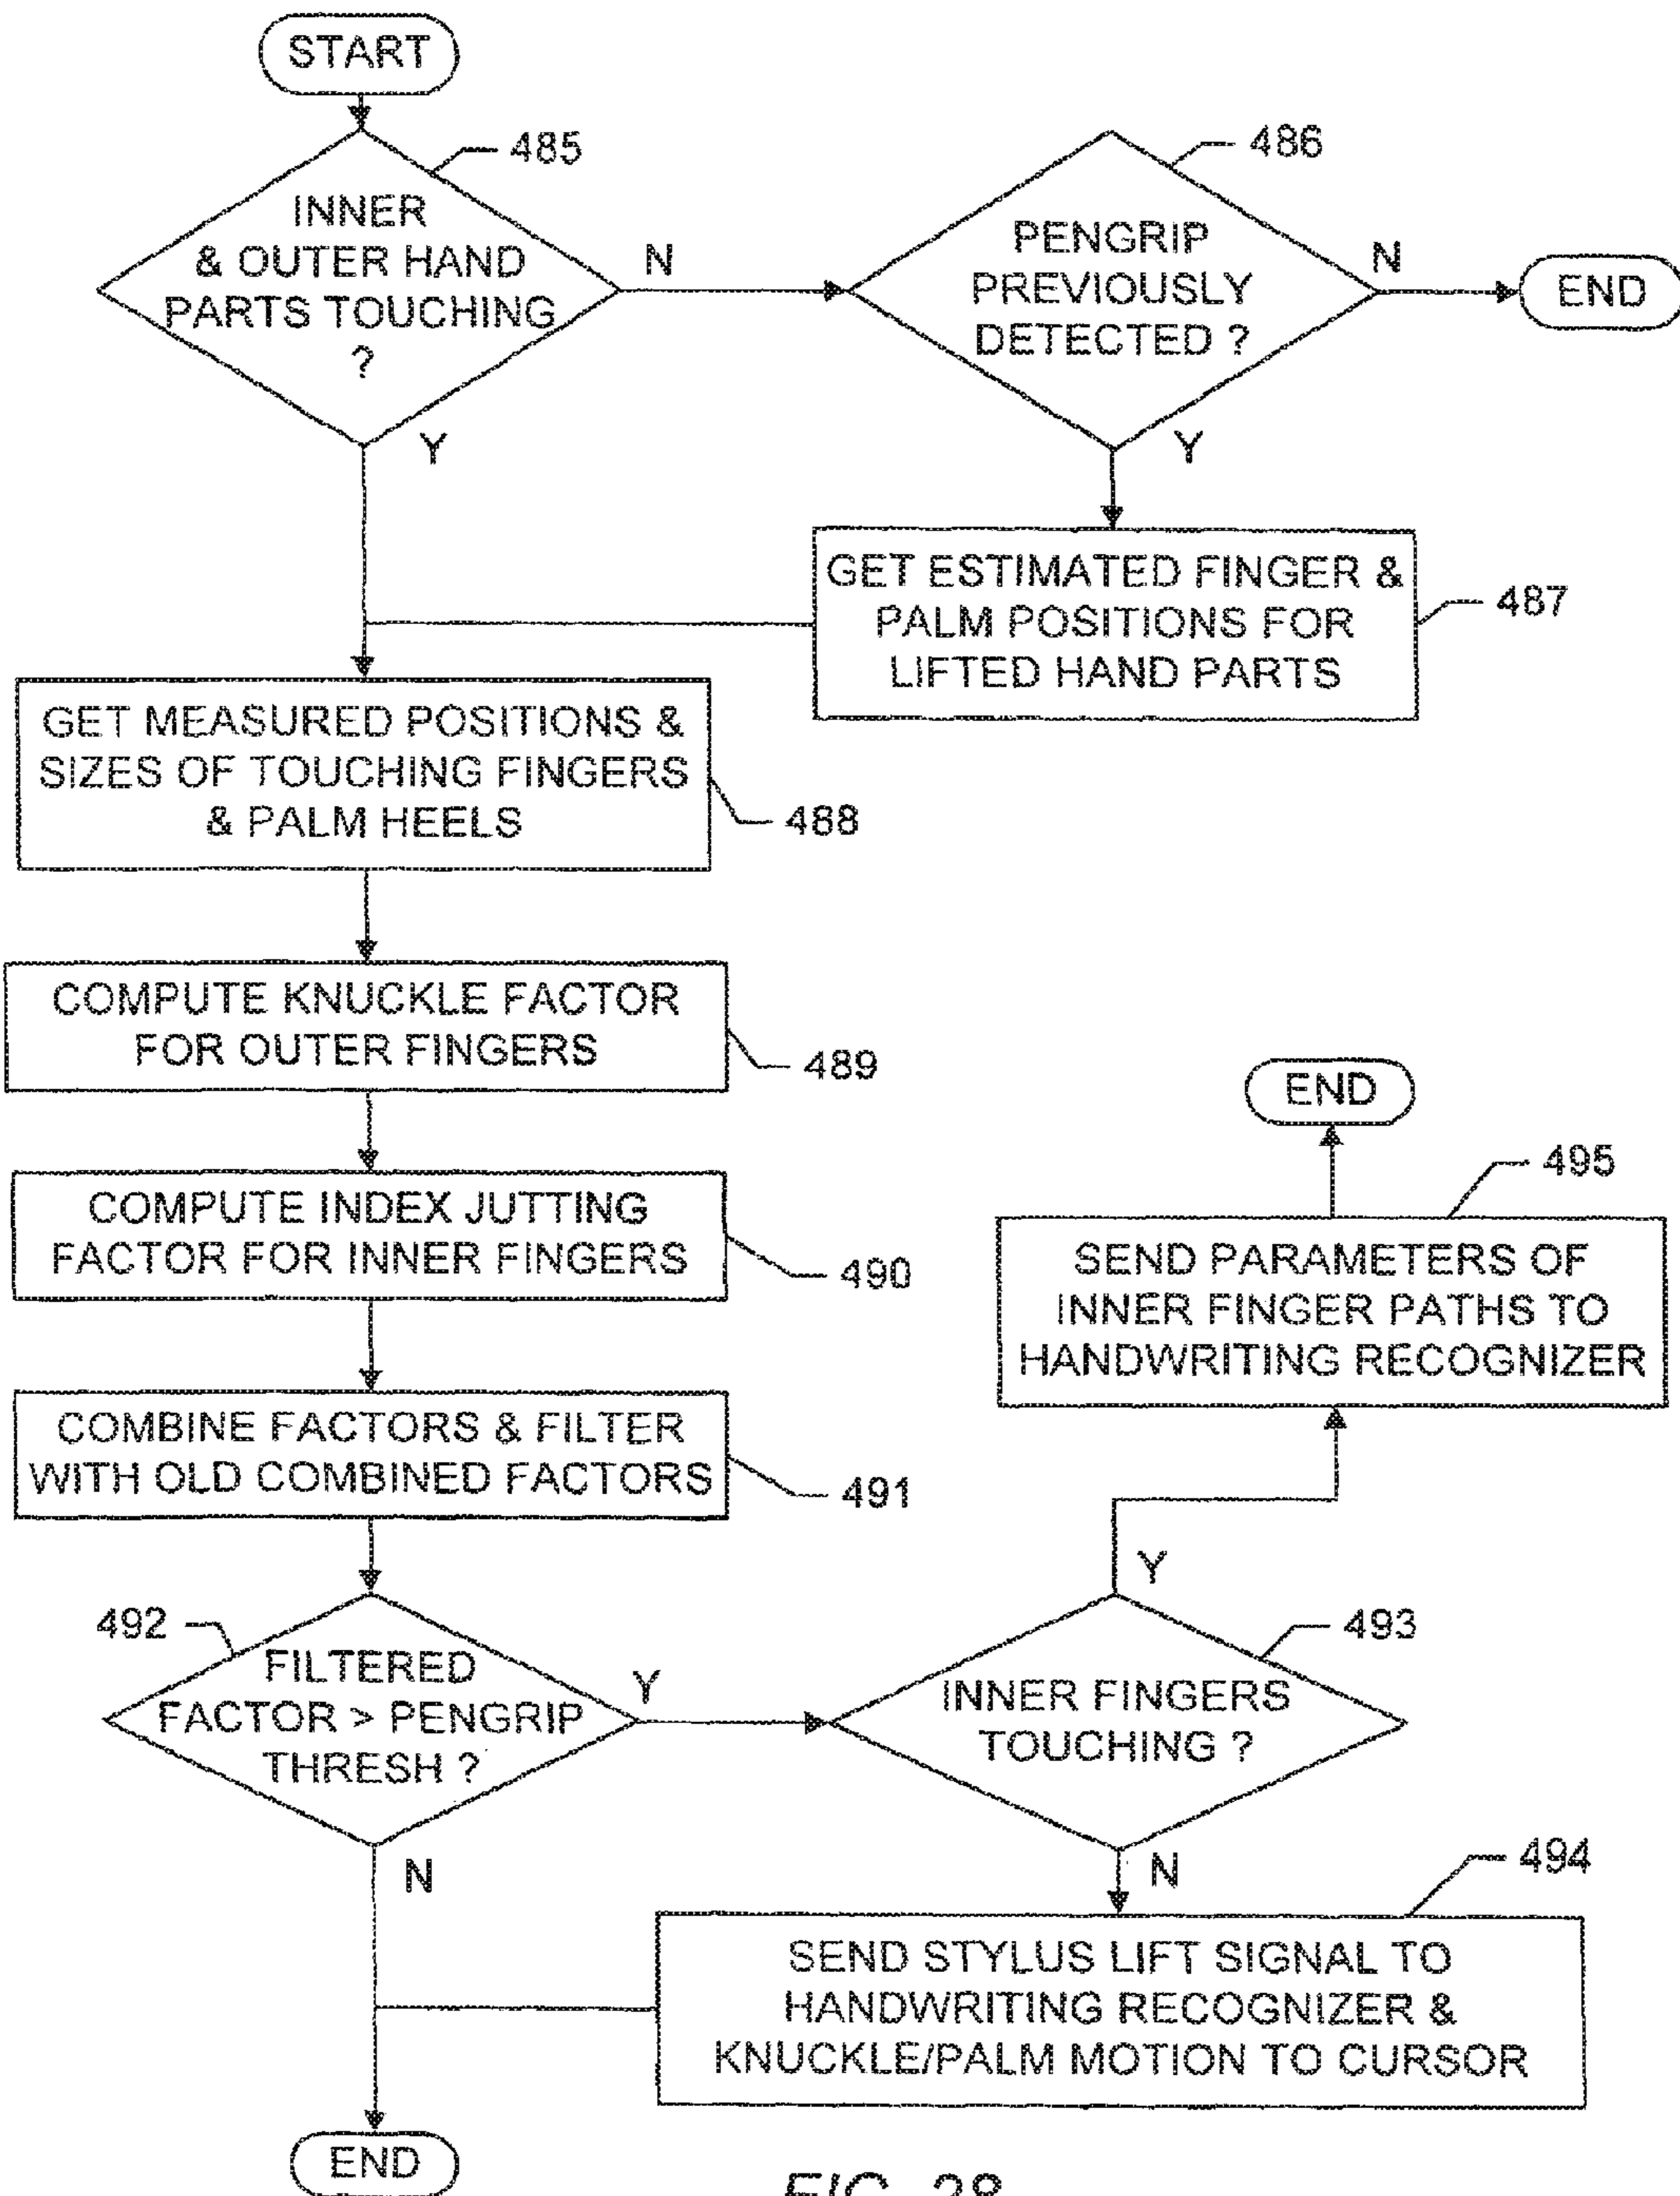 START
485
INNER
& OUTER HAND
PARTS TOUCHING
?
N
Y
486
PENGRIP
PREVIOUSLY
DETECTED ?
N
END
Y
GET ESTIMATED FINGER &
PALM POSITIONS FOR
LIFTED HAND PARTS
487
GET MEASURED POSITIONS &
SIZES OF TOUCHING FINGERS
& PALM HEELS
488
COMPUTE KNUCKLE FACTOR
FOR OUTER FINGERS
489
COMPUTE INDEX JUTTING
FACTOR FOR INNER FINGERS
490
COMBINE FACTORS & FILTER
WITH OLD COMBINED FACTORS
491
492
FILTERED
FACTOR > PENGRIP
THRESH ?
Y
N
493
INNER FINGERS
TOUCHING ?
Y
N
END
495
SEND PARAMETERS OF
INNER FINGER PATHS TO
HANDWRITING RECOGNIZER
494
SEND STYLUS LIFT SIGNAL TO
HANDWRITING RECOGNIZER &
KNUCKLE/PALM MOTION TO CURSOR
END
FIG. 28